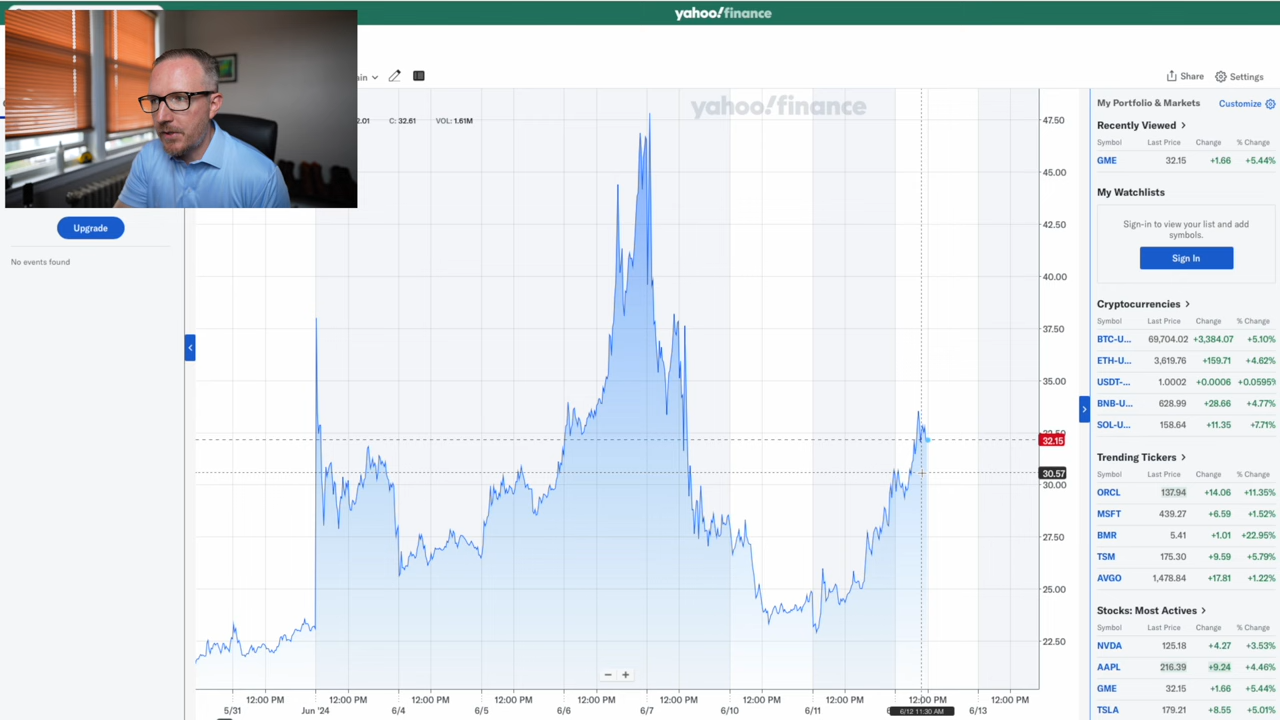 yahoo!finance
ain
Share
Settings
2.01 C: 32.61 VOL: 1.61M
yahoo!finance
Upgrade
No events found
47.50
45.00
42.50
40.00
37.50
35.00
32.15
30.57
30.00
27.50
25.00
22.50
12:00 PM 12:00 PM 12:00 PM 12:00 PM 12:00 PM 12:00 PM 12:00 PM 12:00 PM 12:00 PM 12:00 PM
5/31 Jun '24 6/4 6/5 6/6 6/7 6/10 6/11 6/12 11:30 AM 6/13
My Portfolio & Markets Customize
Recently Viewed
Symbol Last Price Change % Change
GME 32.15 +1.66 +5.44%
My Watchlists
Sign-in to view your list and add
symbols.
Sign In
Cryptocurrencies
Symbol Last Price Change % Change
BTC-U... 69,704.02 +3,384.07 +5.10%
ETH-U... 3,619.76 +159.71 +4.62%
USDT-... 1.0002 +0.0006 +0.0595%
BNB-U... 628.99 +28.66 +4.77%
SOL-U... 158.64 +11.35 +7.71%
Trending Tickers
Symbol Last Price Change % Change
ORCL 137.94 +14.06 +11.35%
MSFT 439.27 +6.59 +1.52%
BMR 5.41 +1.01 +22.95%
TSM 175.30 +9.59 +5.79%
AVGO 1,478.84 +17.81 +1.22%
Stocks: Most Actives
Symbol Last Price Change % Change
NVDA 125.18 +4.27 +3.53%
AAPL 216.39 +9.24 +4.46%
GME 32.15 +1.66 +5.44%
TSLA 179.21 +8.55 +5.01%